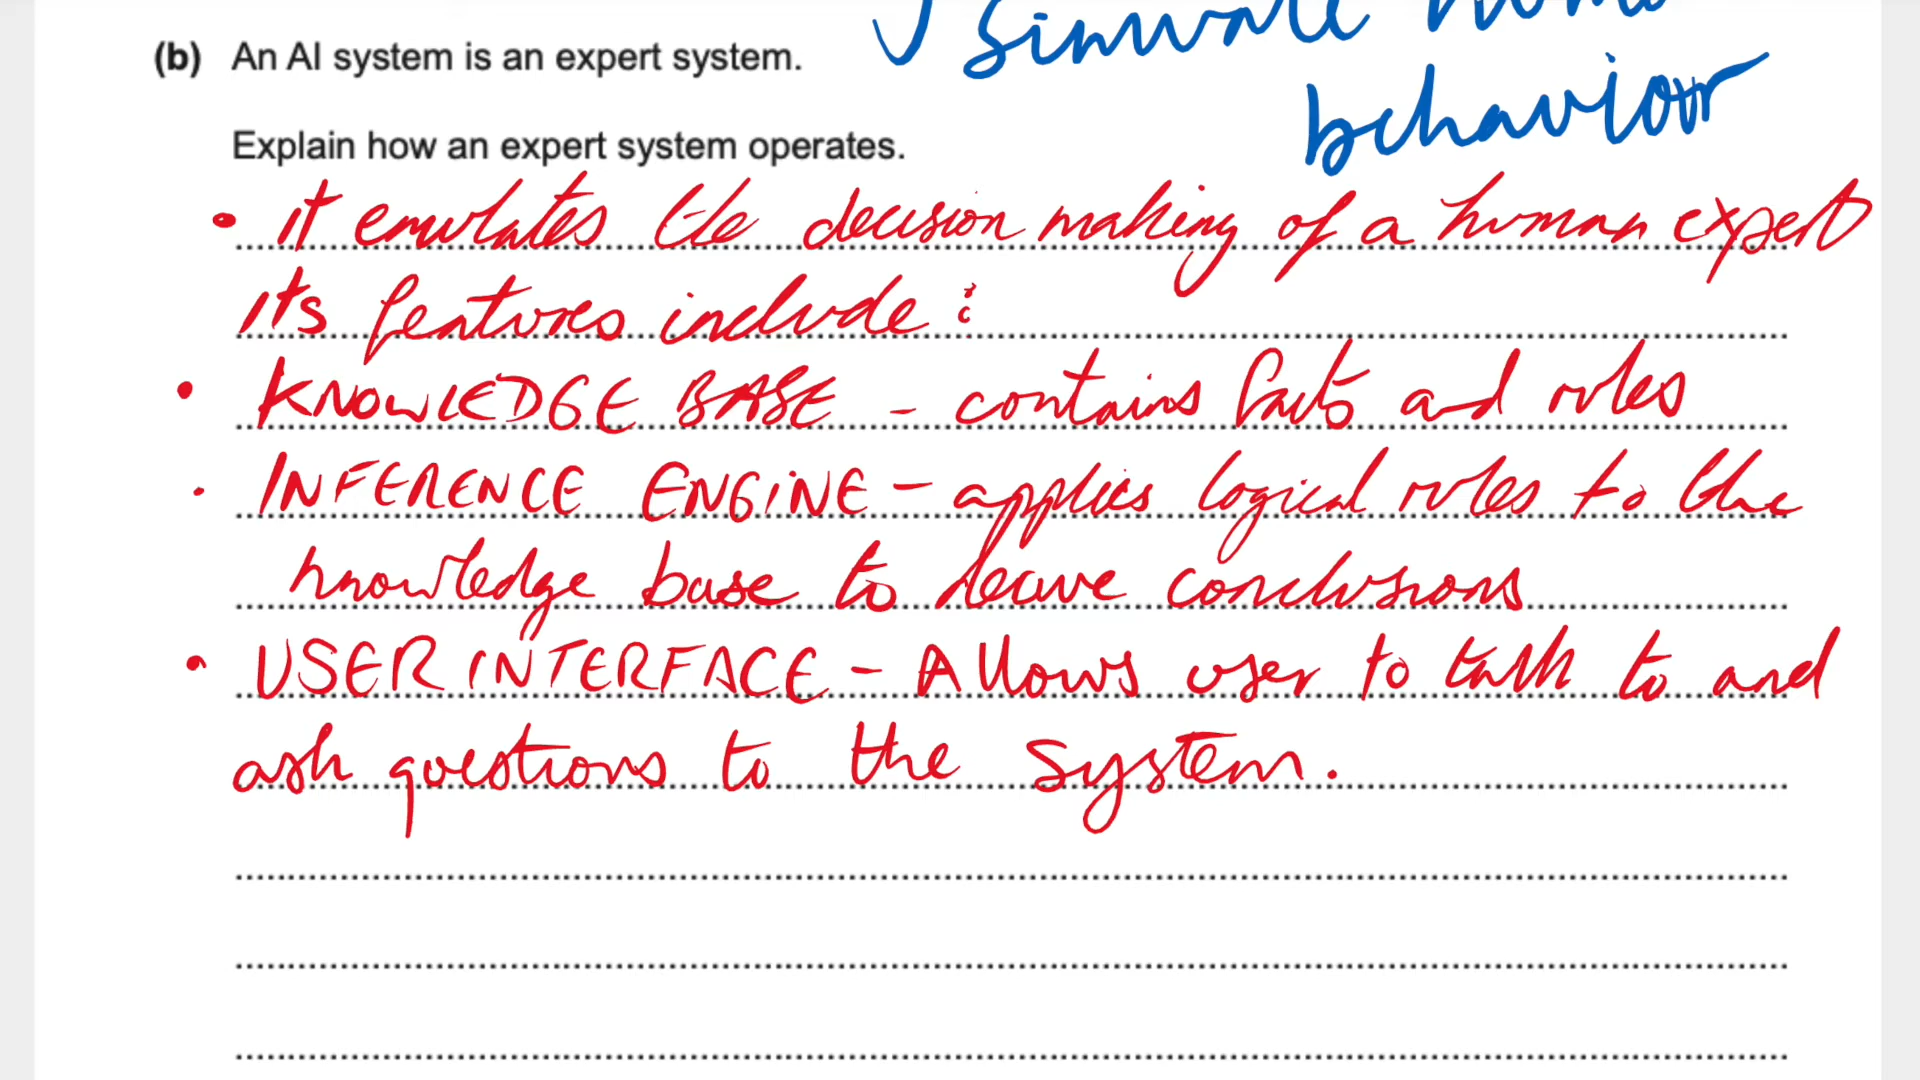 simulate
(b) An AI system is an expert system.
behaviour
Explain how an expert system operates.
• it emulates the decision making of a human expert
its features include :
• KNOWLEDGE BASE - contains facts and rules
• INFERENCE ENGINE - applies logical rules to the
knowledge base to derive conclusions
• USER INTERFACE - Allows user to talk to and
ask questions to the system.